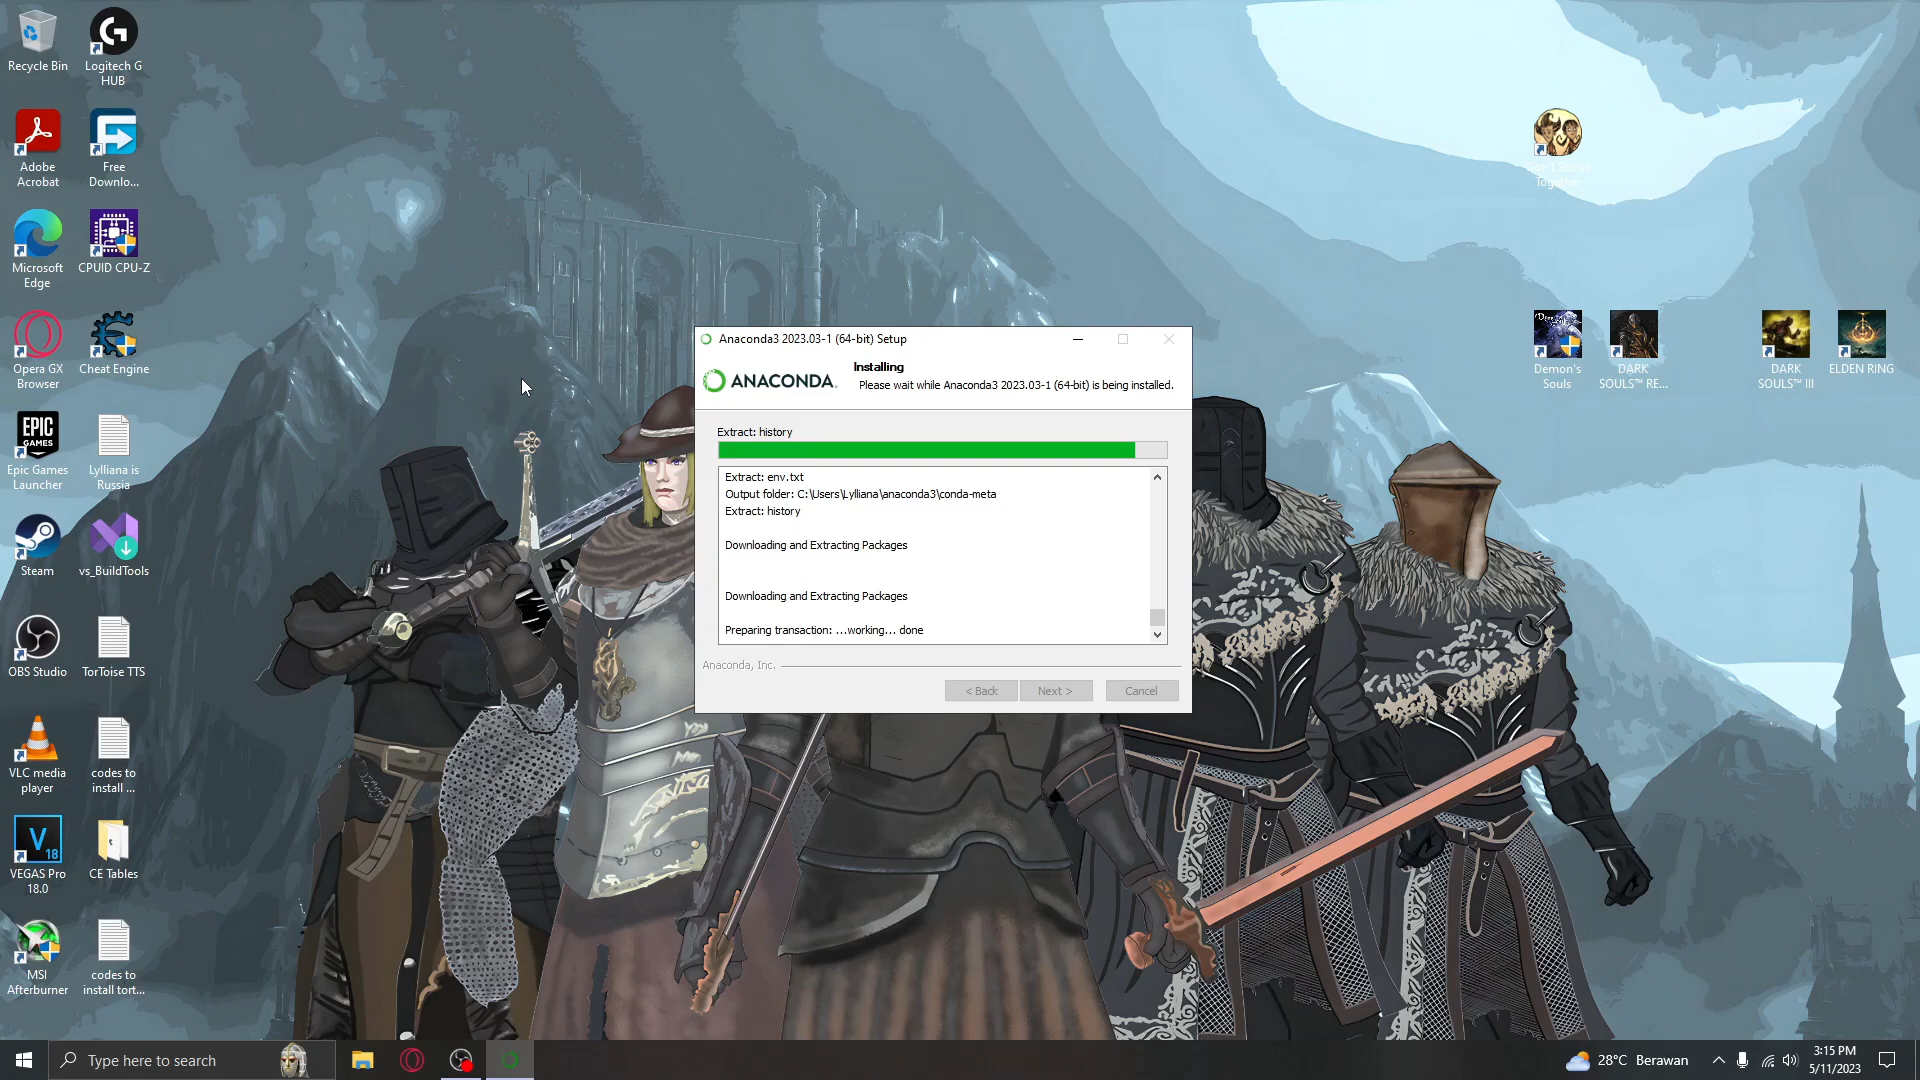 Recycle Bin
Logitech G
HUB
Adobe
Acrobat
Free
Downlo...
Microsoft
Edge
CPUID CPU-Z
Opera GX
Browser
Cheat Engine
EPIC
GAMES
Epic Games
Launcher
Lylliana is
Russia
Steam
vs_BuildTools
OBS Studio
TorToise TTS
VLC media
player
codes to
install ...
V
18
VEGAS Pro
18.0
CE Tables
MSI
Afterburner
codes to
install tort...
Together
Demon's
Souls
DARK
SOULS™ RE...
DARK
SOULS™ III
ELDEN RING
Anaconda3 2023.03-1 (64-bit) Setup
ANACONDA.
Installing
Please wait while Anaconda3 2023.03-1 (64-bit) is being installed.
Extract: history
Extract: env.txt
Output folder: C:\Users\Lylliana\anaconda3\conda-meta
Extract: history
Downloading and Extracting Packages
Downloading and Extracting Packages
Preparing transaction: ...working... done
Anaconda, Inc.
< Back
Next >
Cancel
Type here to search
28°C Berawan
3:15 PM
5/11/2023